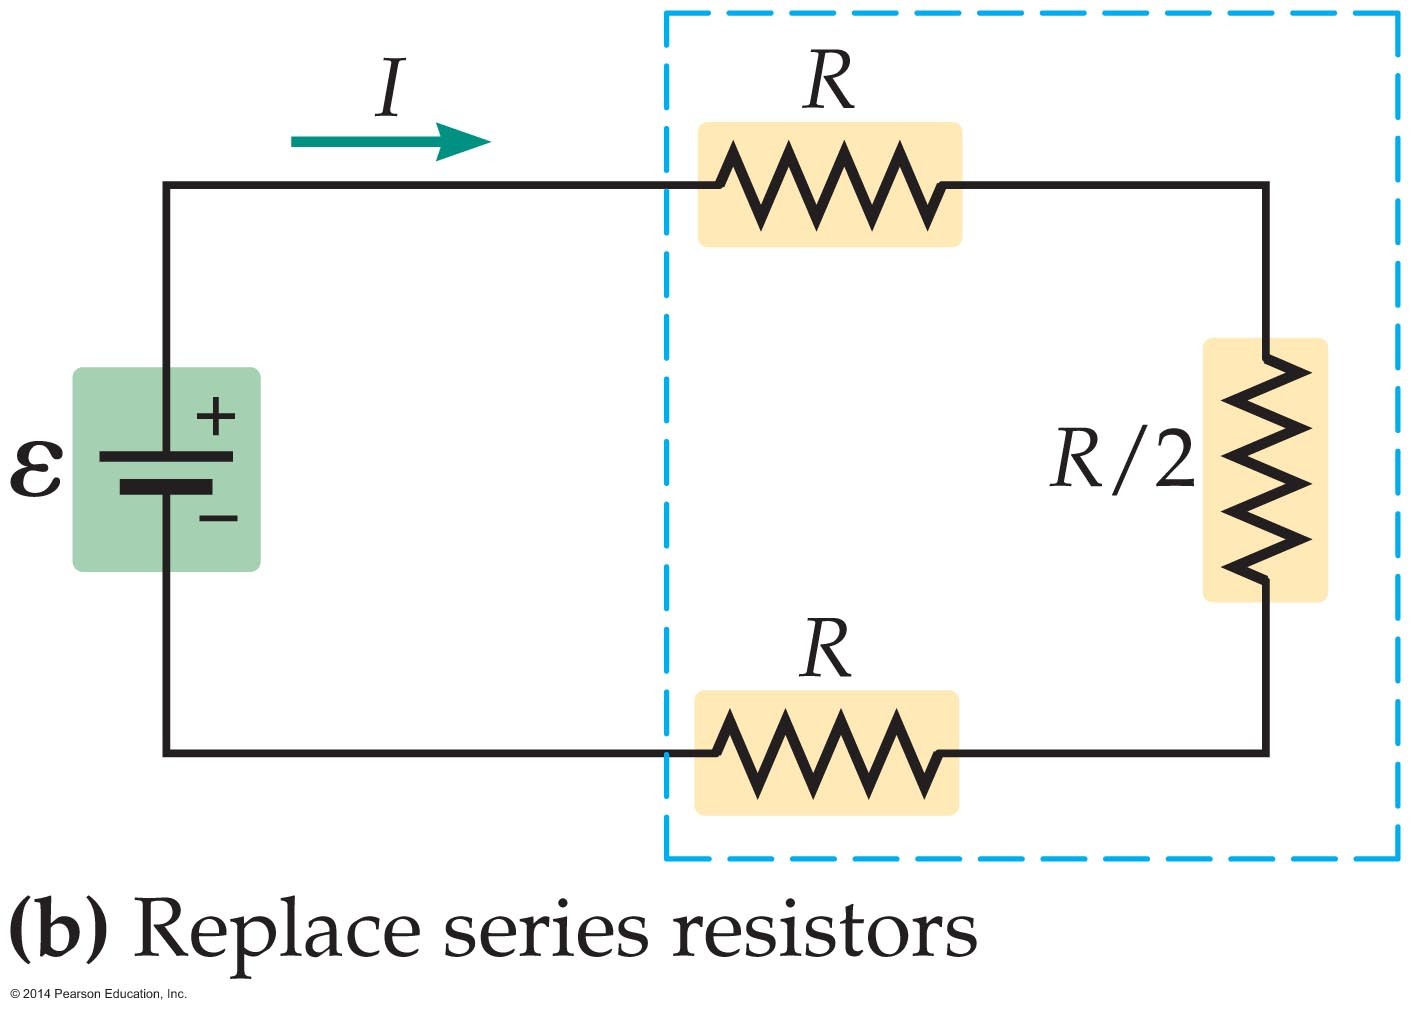 I
R
+
ε
−
R/2
R
(b) Replace series resistors
© 2014 Pearson Education, Inc.